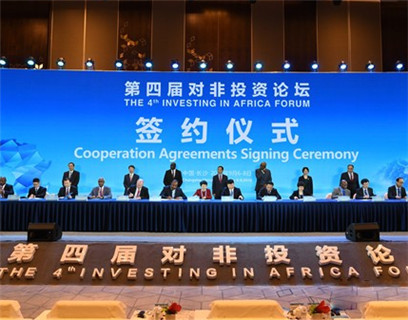 第四届对非投资论坛
THE 4th INVESTING IN AFRICA FORUM
签约仪式
Cooperation Agreements Signing Ceremony
第四届对非投资论
THE 4th INVESTING IN AFRICA FORUM